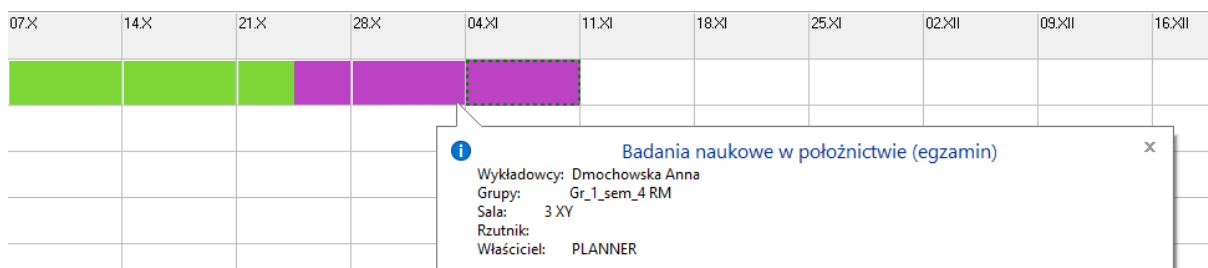 07.X 14.X 21.X 28.X 04.XI 11.XI 18.XI 25.XI 02.XII 09.XII 16.XII
Badania naukowe w położnictwie (egzamin) x
Wykładowcy: Dmochowska Anna
Grupy: Gr_1_sem_4 RM
Sala: 3 XY
Rzutnik:
Właściciel: PLANNER